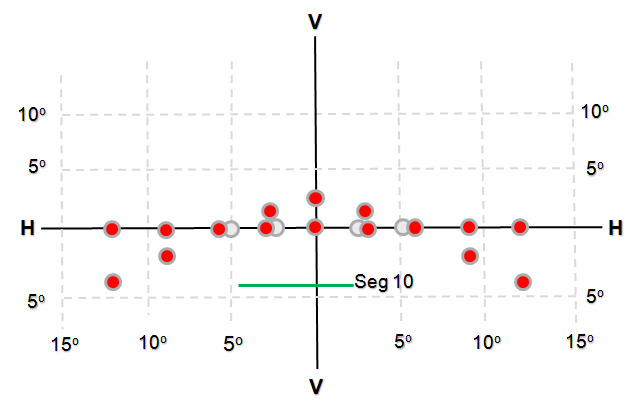 V
10º 10º
5º 5º
H H
Seg 10
5º 5º
15º 10º 5º 5º 10º 15º
V